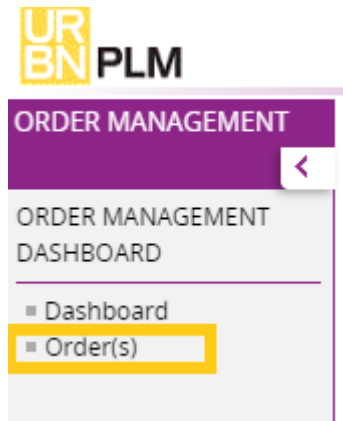 UR
BN PLM
ORDER MANAGEMENT
ORDER MANAGEMENT
DASHBOARD
Dashboard
Order(s)